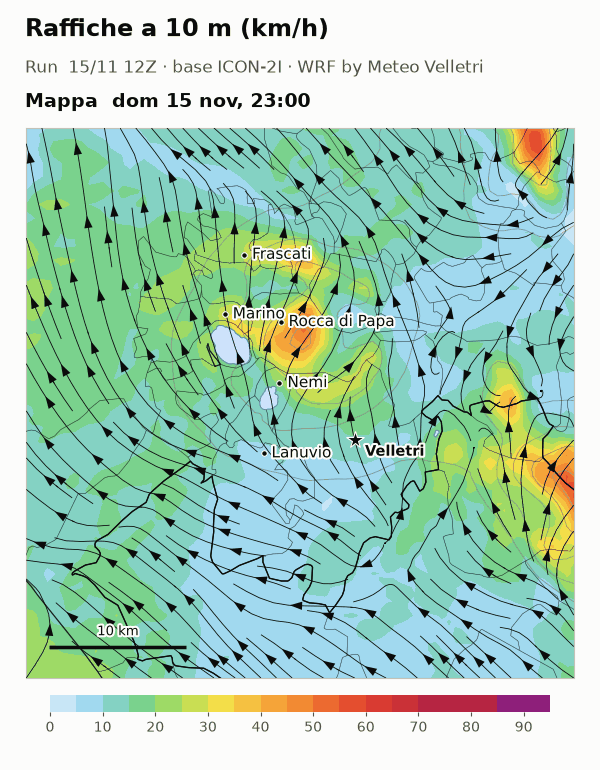 Raffiche a 10 m (km/h)
Run 15/11 12Z · base ICON-2I · WRF by Meteo Velletri
Mappa dom 15 nov, 23:00
Frascati
Marino
Rocca di Papa
Nemi
Velletri
Lanuvio
10 km
0 10 20 30 40 50 60 70 80 90